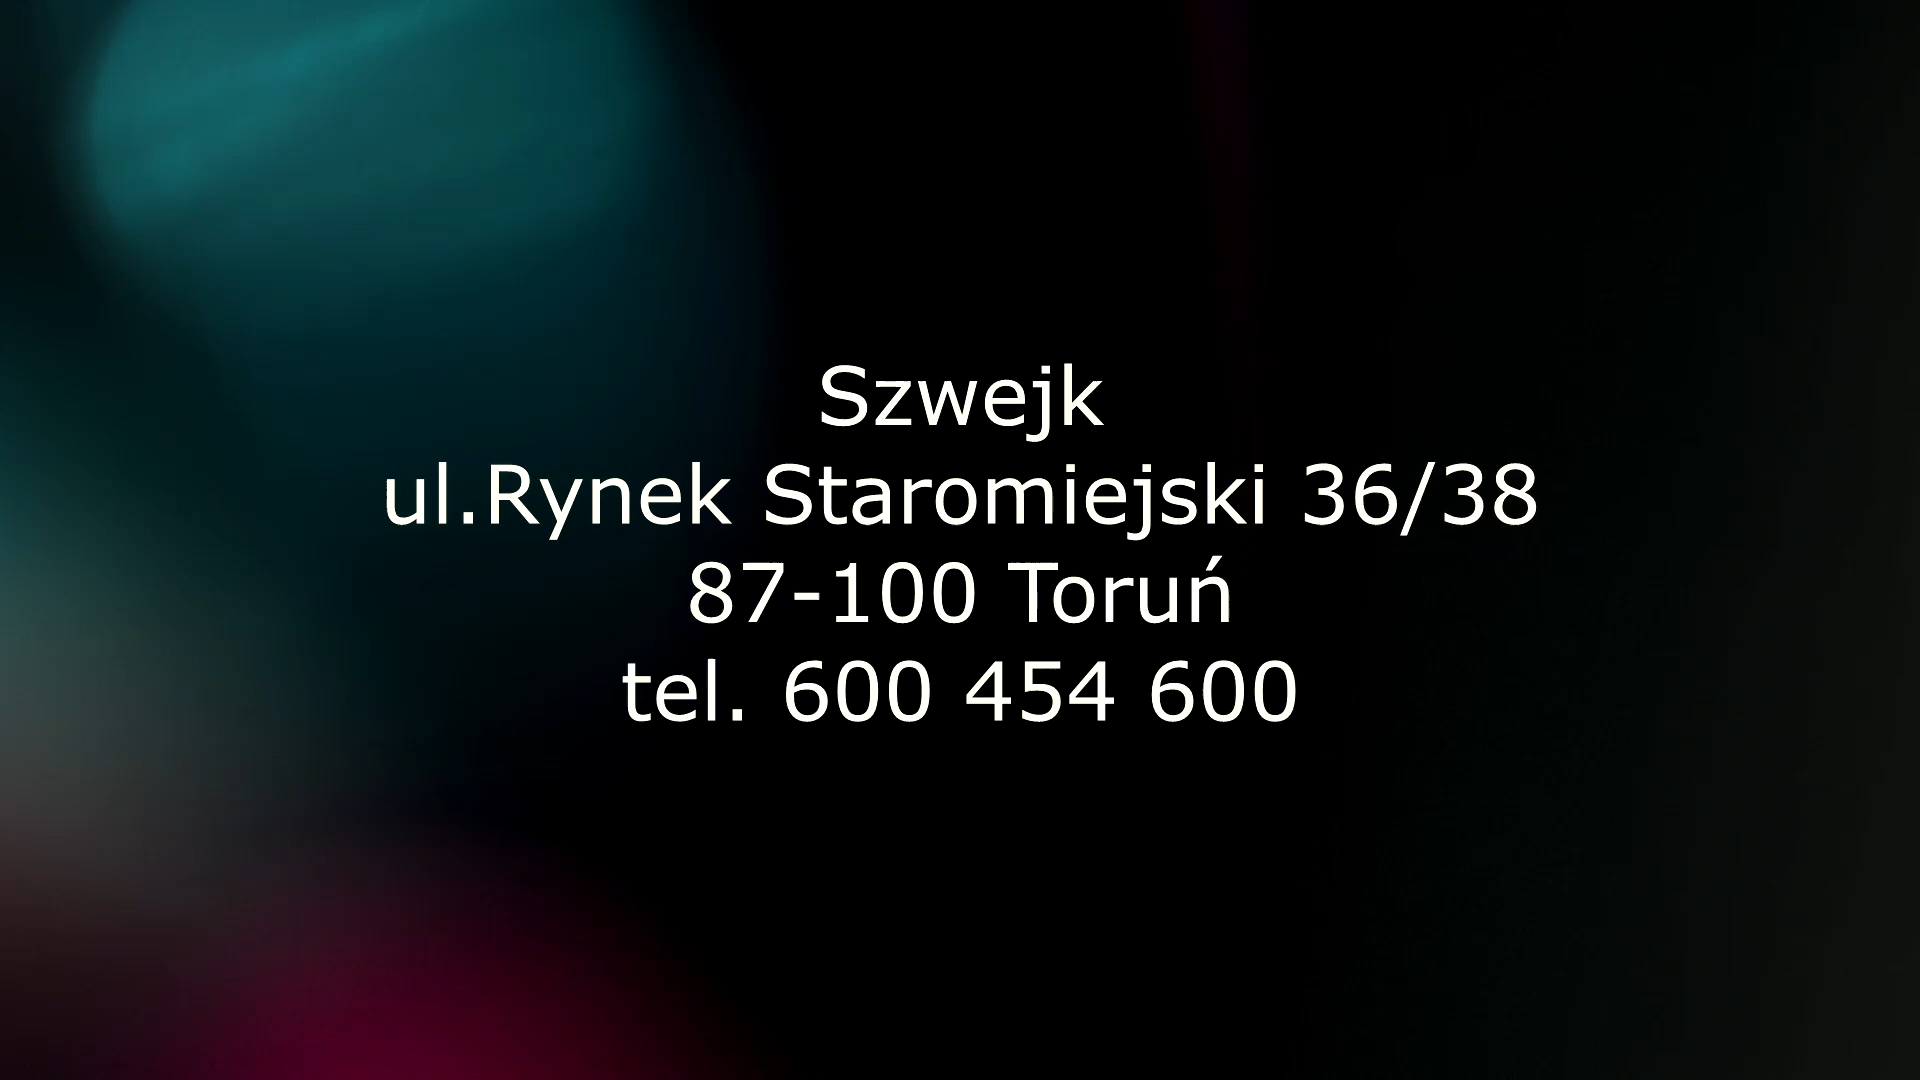 Szwejk
ul.Rynek Staromiejski 36/38
87-100 Toruń
tel. 600 454 600